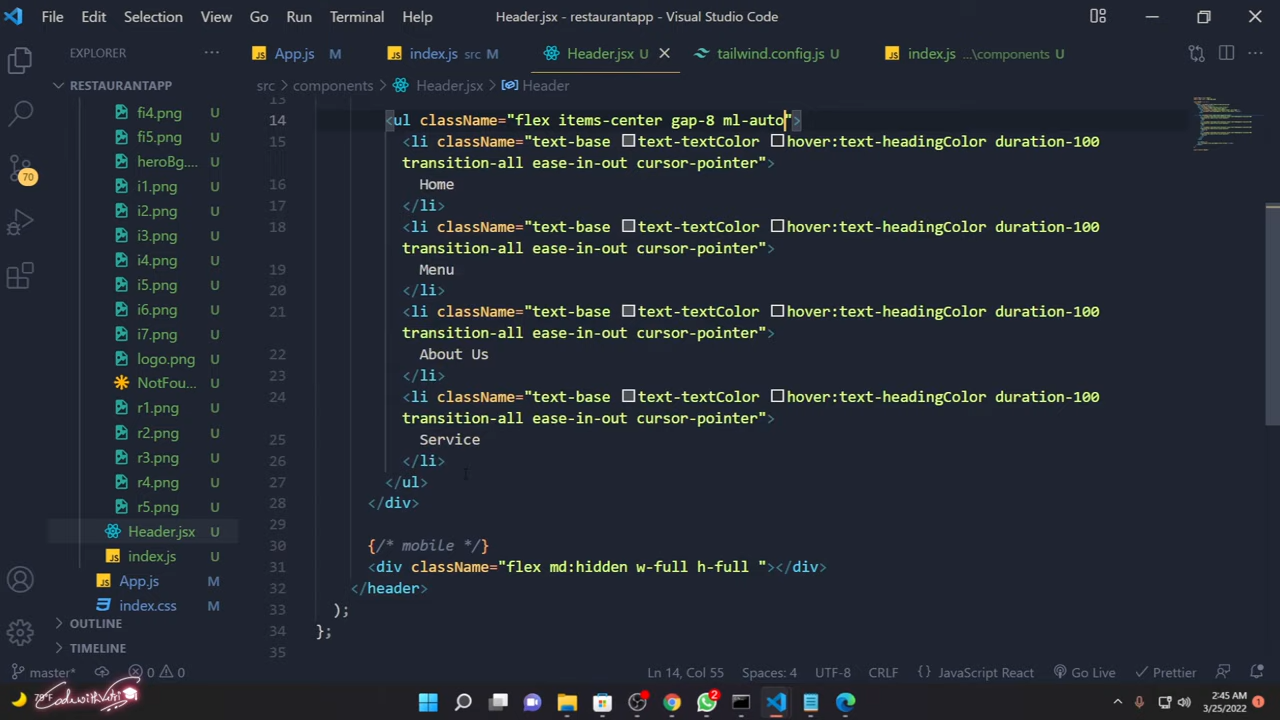 File Edit Selection View Go Run Terminal Help Header.jsx - restaurantapp - Visual Studio Code
EXPLORER
App.js M
index.js src M
Header.jsx U
tailwind.config.js U
index.js ...\components U
RESTAURANTAPP
src > components > Header.jsx > Header
fi4.png U
fi5.png U
heroBg.... U
i1.png U
i2.png U
i3.png U
i4.png U
i5.png U
i6.png U
i7.png U
logo.png U
NotFou... U
r1.png U
r2.png U
r3.png U
r4.png U
r5.png U
Header.jsx U
index.js U
App.js M
index.css M
OUTLINE
TIMELINE
13
14 <ul className="flex items-center gap-8 ml-auto">
15 <li className="text-base text-textColor hover:text-headingColor duration-100
transition-all ease-in-out cursor-pointer">
16 Home
17 </li>
18 <li className="text-base text-textColor hover:text-headingColor duration-100
transition-all ease-in-out cursor-pointer">
19 Menu
20 </li>
21 <li className="text-base text-textColor hover:text-headingColor duration-100
transition-all ease-in-out cursor-pointer">
22 About Us
23 </li>
24 <li className="text-base text-textColor hover:text-headingColor duration-100
transition-all ease-in-out cursor-pointer">
25 Service
26 </li>
27 </ul>
28 </div>
29
30 {/* mobile */}
31 <div className="flex md:hidden w-full h-full "></div>
32 </header>
33 );
34 };
35
70
master* 0 0 Ln 14, Col 55 Spaces: 4 UTF-8 CRLF {} JavaScript React Go Live Prettier
2
2:45 AM
3/25/2022
1